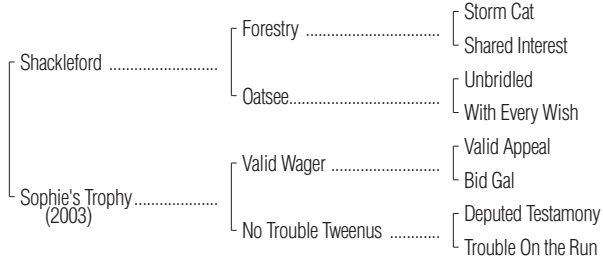 Storm Cat
Forestry ............................
Shared Interest
Shackleford .........................
Unbridled
Oatsee...............................
With Every Wish
Valid Appeal
Valid Wager .........................
Bid Gal
Sophie's Trophy...................
(2003)
Deputed Testamony
No Trouble Tweenus ............
Trouble On the Run